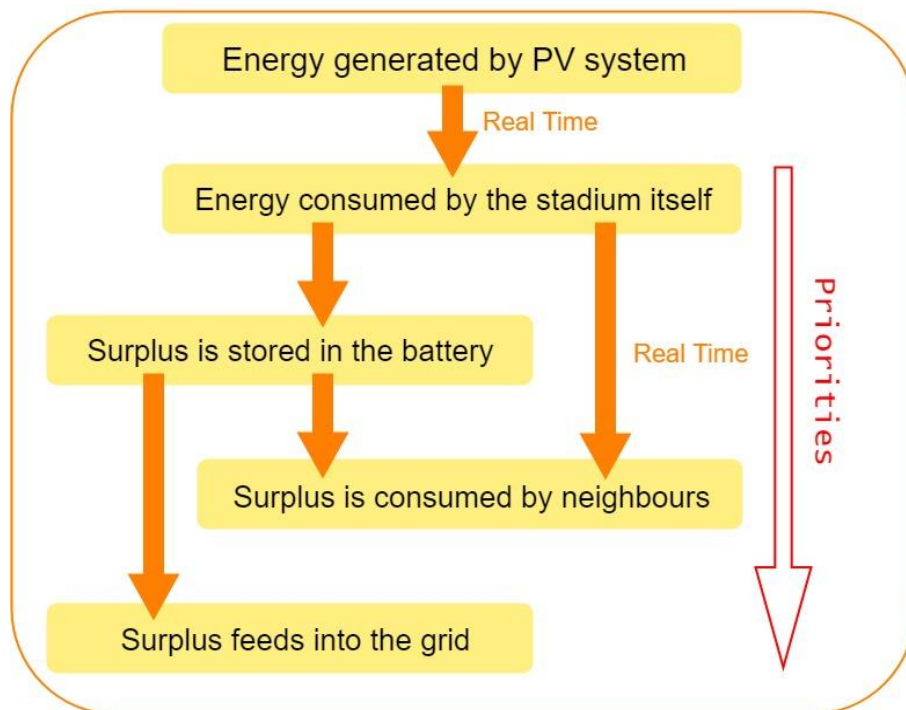 Energy generated by PV system
Real Time
Energy consumed by the stadium itself
Surplus is stored in the battery
Real Time
Surplus is consumed by neighbours
Surplus feeds into the grid
Priorities